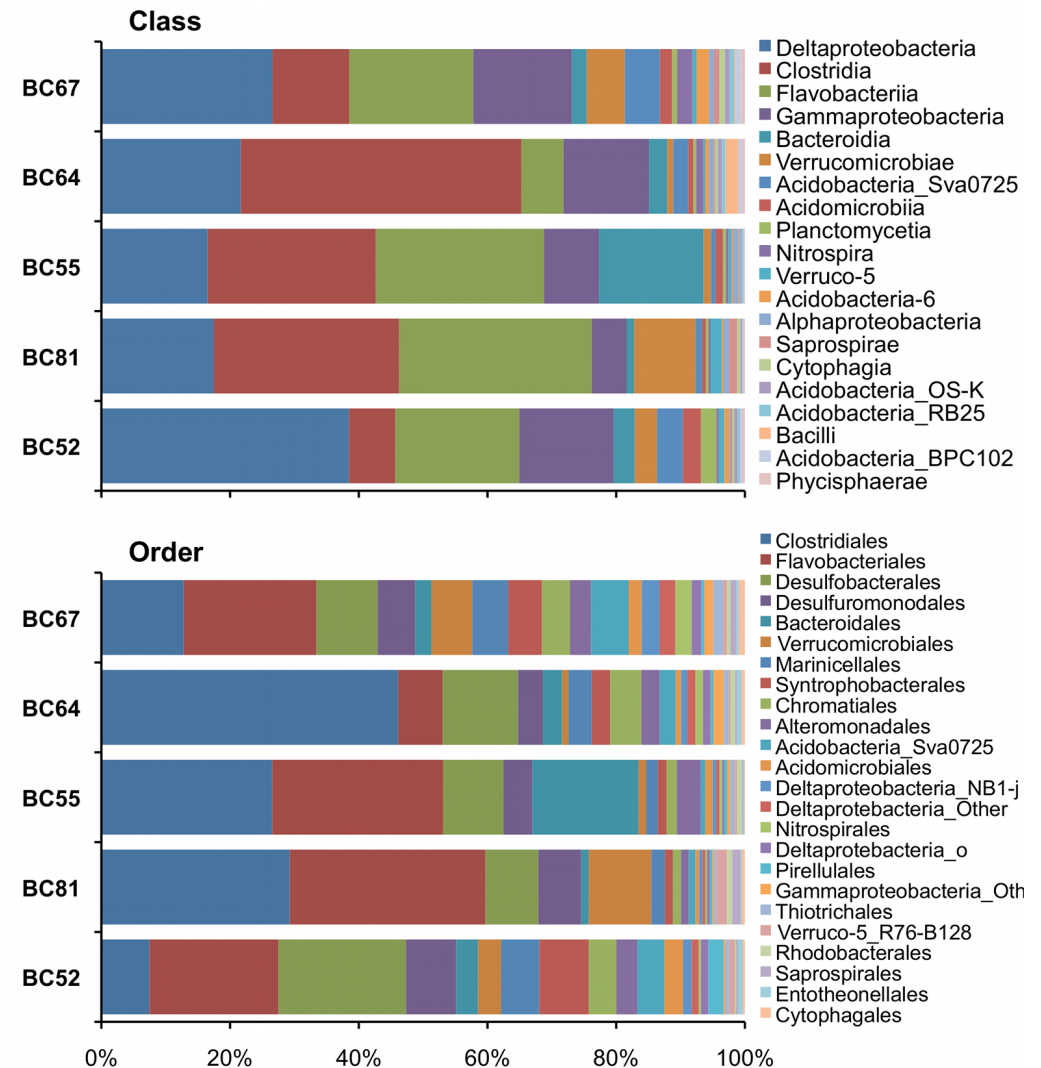 Class
BC67
BC64
BC55
BC81
BC52
Deltaproteobacteria
Clostridia
Flavobacteriia
Gammaproteobacteria
Bacteroidia
Verrucomicrobiae
Acidobacteria_Sva0725
Acidomicrobiia
Planctomycetia
Nitrospira
Verruco-5
Acidobacteria-6
Alphaproteobacteria
Saprospirae
Cytophagia
Acidobacteria_OS-K
Acidobacteria_RB25
Bacilli
Acidobacteria_BPC102
Phycisphaerae
Order
BC67
BC64
BC55
BC81
BC52
Clostridiales
Flavobacteriales
Desulfobacterales
Desulfuromonodales
Bacteroidales
Verrucomicrobiales
Marinicellales
Syntrophobacterales
Chromatiales
Alteromonadales
Acidobacteria_Sva0725
Acidomicrobiales
Deltaproteobacteria_NB1-j
Deltaprotebacteria_Other
Nitrospirales
Deltaprotebacteria_o
Pirellulales
Gammaproteobacteria_Oth
Thiotrichales
Verruco-5_R76-B128
Rhodobacterales
Saprospirales
Entotheonellales
Cytophagales
0% 20% 40% 60% 80% 100%